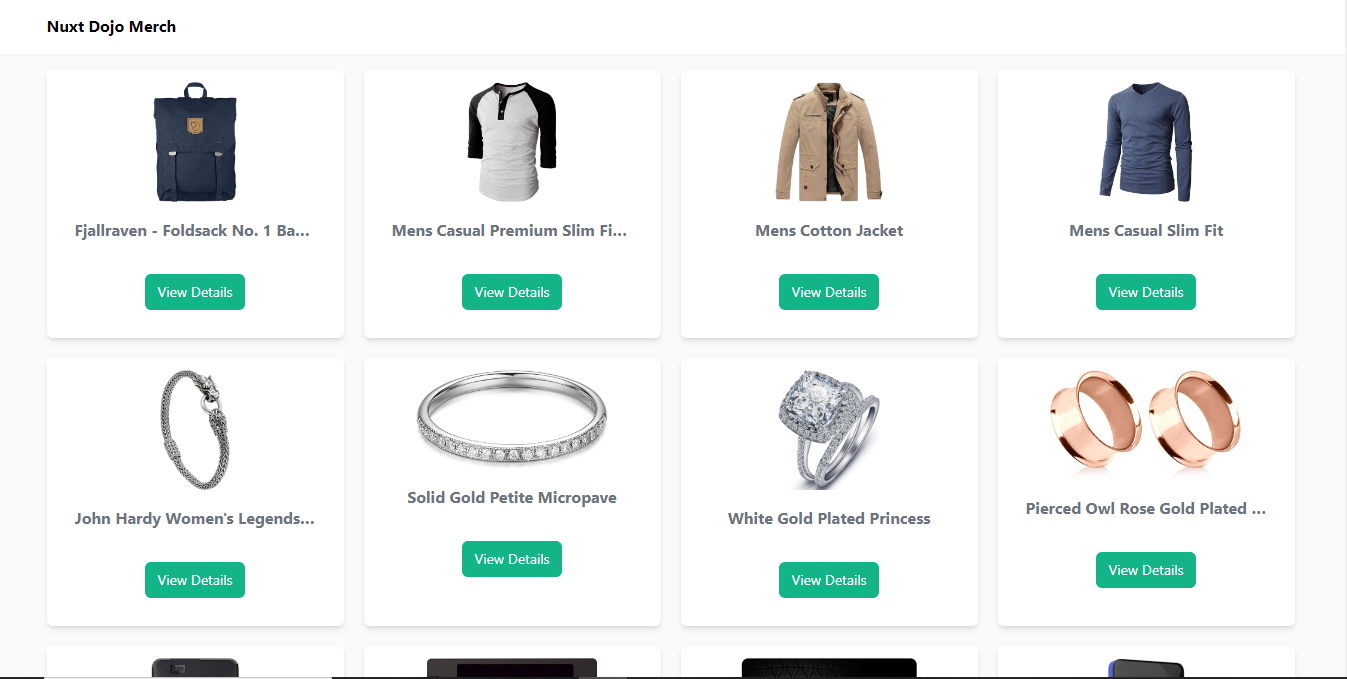 Nuxt Dojo Merch
Fjallraven - Foldsack No. 1 Ba...
Mens Casual Premium Slim Fi...
Mens Cotton Jacket
Mens Casual Slim Fit
View Details
View Details
View Details
View Details
John Hardy Women's Legends...
Solid Gold Petite Micropave
White Gold Plated Princess
Pierced Owl Rose Gold Plated ...
View Details
View Details
View Details
View Details